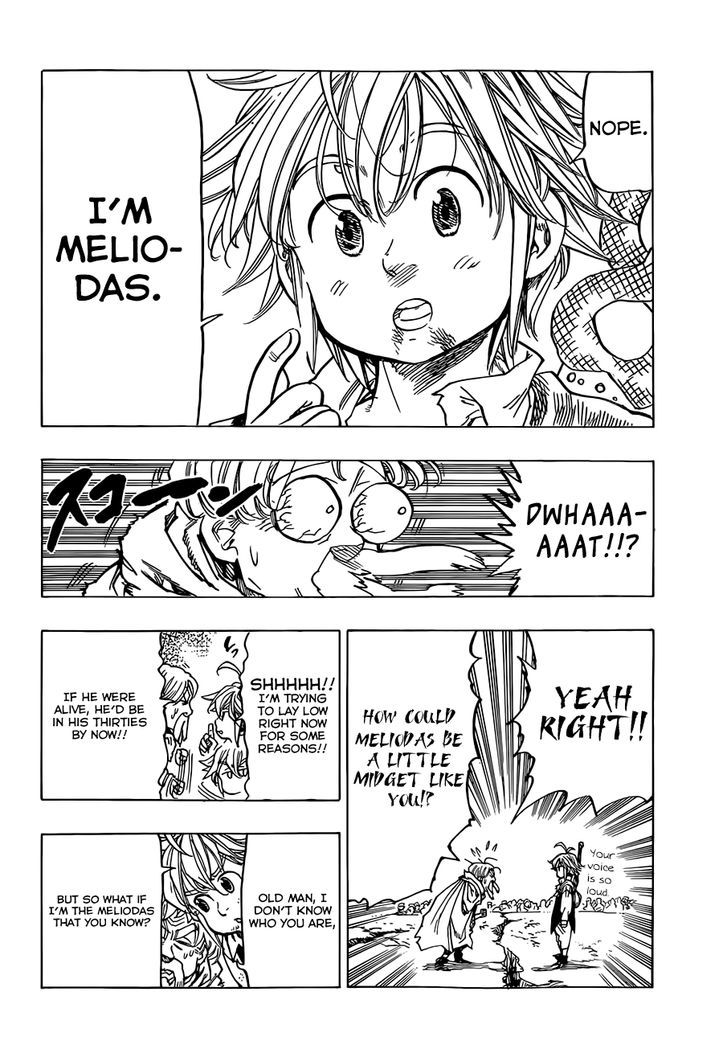 NOPE.
I'M
MELIO-
DAS.
DWHAAA-
AAAT!!?
スコーン
YEAH
RIGHT!!
HOW COULD
MELIODAS BE
A LITTLE
MIDGET LIKE
YOU!?
Your
voice
is so
loud.
SHHHHH!!
I'M TRYING
TO LAY LOW
RIGHT NOW
FOR SOME
REASONS!!
IF HE WERE
ALIVE, HE'D BE
IN HIS THIRTIES
BY NOW!!
OLD MAN, I
DON'T KNOW
WHO YOU ARE,
BUT SO WHAT IF
I'M THE MELIODAS
THAT YOU KNOW?